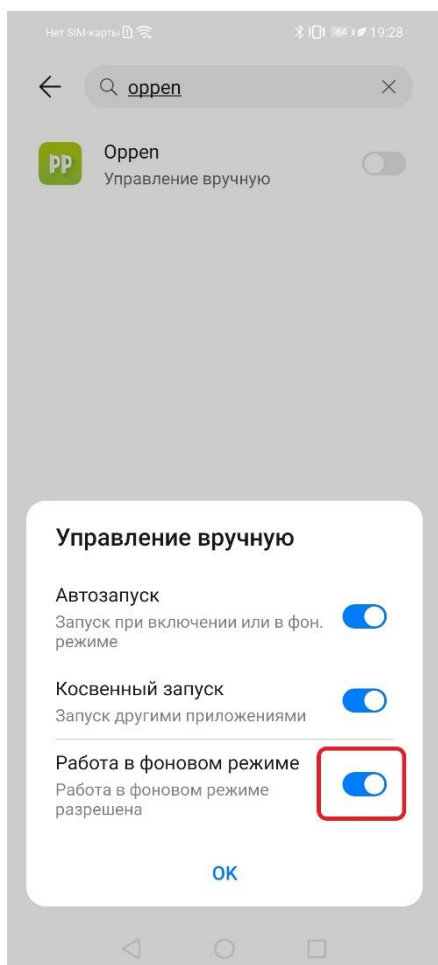 Нет SIM-карты 64 19:28
oppen
PP Oppen
Управление вручную
Управление вручную
Автозапуск
Запуск при включении или в фон.
режиме
Косвенный запуск
Запуск другими приложениями
Работа в фоновом режиме
Работа в фоновом режиме
разрешена
OK